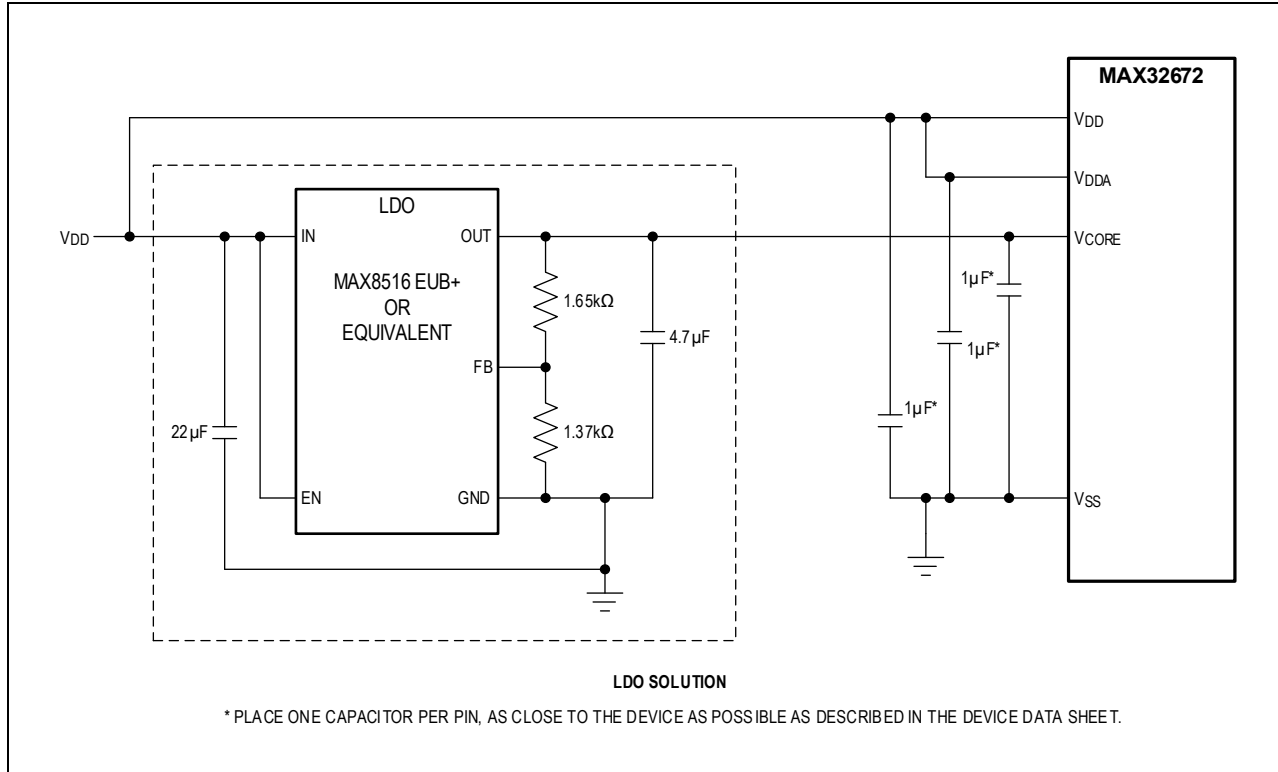 MAX32672
VDD
VDDA
VCORE
VSS
VDD
LDO
IN
OUT
MAX8516 EUB+
OR
EQUIVALENT
FB
EN
GND
1.65kΩ
1.37kΩ
4.7µF
22µF
1µF*
1µF*
1µF*
LDO SOLUTION
* PLACE ONE CAPACITOR PER PIN, AS CLOSE TO THE DEVICE AS POSSIBLE AS DESCRIBED IN THE DEVICE DATA SHEET.